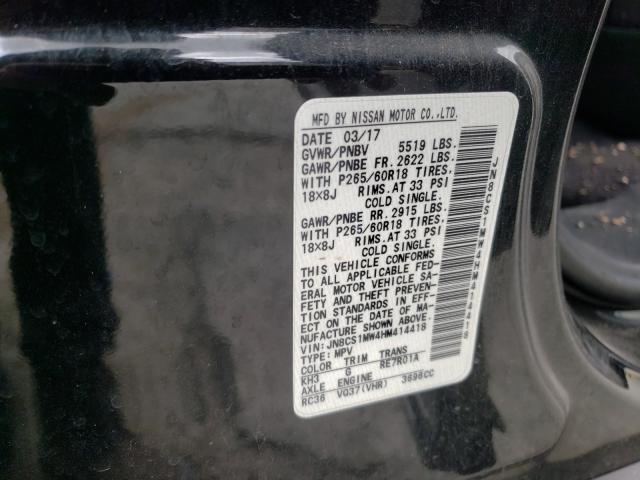 MFD BY NISSAN MOTOR CO.,LTD.
DATE 03/17
GVWR/PNBV 5519 LBS.
GAWR/PNBE FR. 2622 LBS.
WITH P265/60R18 TIRES,
18×8J RIMS.AT 33 PSI
COLD SINGLE.
GAWR/PNBE RR. 2915 LBS.
WITH P265/60R18 TIRES,
18×8J RIMS.AT 33 PSI
COLD SINGLE.
THIS VEHICLE CONFORMS
TO ALL APPLICABLE FED-
ERAL MOTOR VEHICLE SA-
FETY AND THEFT PREVEN-
TION STANDARDS IN EFF-
ECT ON THE DATE OF MA-
NUFACTURE SHOWN ABOVE.
VIN:JN8CS1MW4HM414418
TYPE: MPV
COLOR TRIM TRANS
KH3 G RE7R01A
AXLE ENGINE
RC36 VQ37(VHR) 3696CC
JN8CS1MW4HM414418